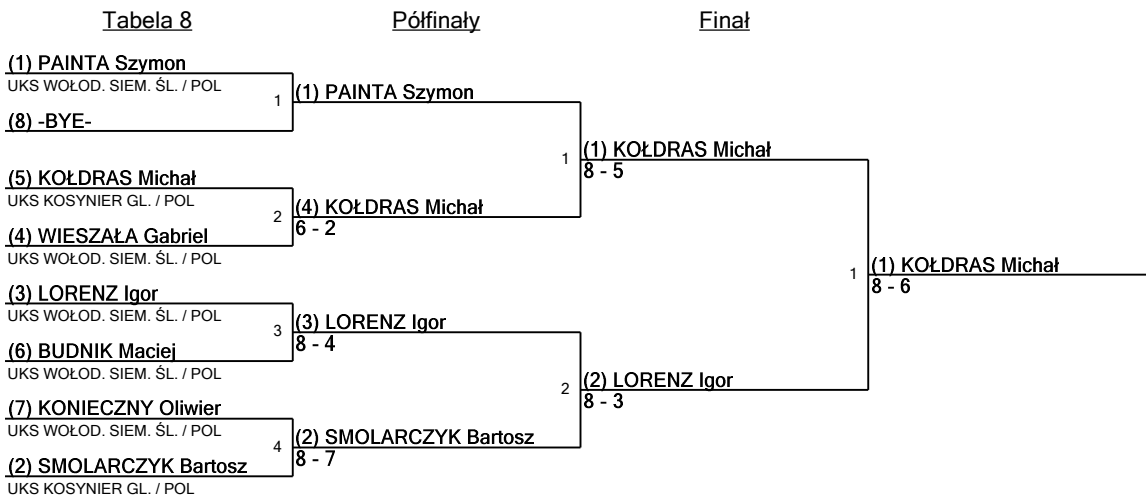 Tabela 8
Półfinały
Finał
(1) PAINTA Szymon
UKS WOŁOD. SIEM. ŚL. / POL
1
(8) -BYE-
(1) PAINTA Szymon
(5) KOŁDRAS Michał
UKS KOSYNIER GL. / POL
2
(4) WIESZAŁA Gabriel
UKS WOŁOD. SIEM. ŚL. / POL
(4) KOŁDRAS Michał
6 - 2
1
(1) KOŁDRAS Michał
8 - 5
(3) LORENZ Igor
UKS WOŁOD. SIEM. ŚL. / POL
3
(6) BUDNIK Maciej
UKS WOŁOD. SIEM. ŚL. / POL
(3) LORENZ Igor
8 - 4
(7) KONIECZNY Oliwier
UKS WOŁOD. SIEM. ŚL. / POL
4
(2) SMOLARCZYK Bartosz
UKS KOSYNIER GL. / POL
(2) SMOLARCZYK Bartosz
8 - 7
2
(2) LORENZ Igor
8 - 3
1
(1) KOŁDRAS Michał
8 - 6